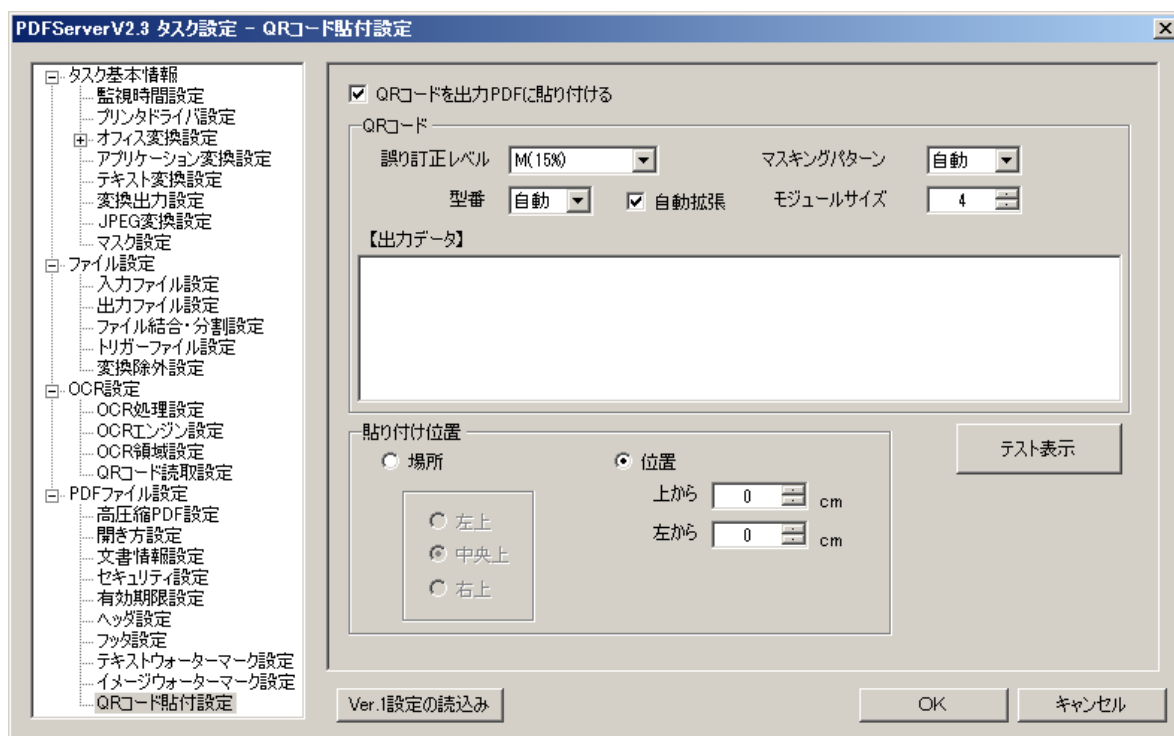 PDFServerV2.3 タスク設定 - QRコード貼付設定
タスク基本情報
監視時間設定
プリンタドライバ設定
オフィス変換設定
アプリケーション変換設定
テキスト変換設定
変換出力設定
JPEG変換設定
マスク設定
ファイル設定
入力ファイル設定
出力ファイル設定
ファイル結合・分割設定
トリガーファイル設定
変換除外設定
OCR設定
OCR処理設定
OCRエンジン設定
OCR領域設定
QRコード読取設定
PDFファイル設定
高圧縮PDF設定
開き方設定
文書情報設定
セキュリティ設定
有効期限設定
ヘッダ設定
フッタ設定
テキストウォーターマーク設定
イメージウォーターマーク設定
QRコード貼付設定
QRコードを出力PDFに貼り付ける
QRコード
誤り訂正レベル M(15%) マスキングパターン 自動
型番 自動 自動拡張 モジュールサイズ 4
【出力データ】
貼り付け位置
場所 位置
左上
中央上
右上
上から 0 cm
左から 0 cm
テスト表示
Ver.1設定の読込み OK キャンセル